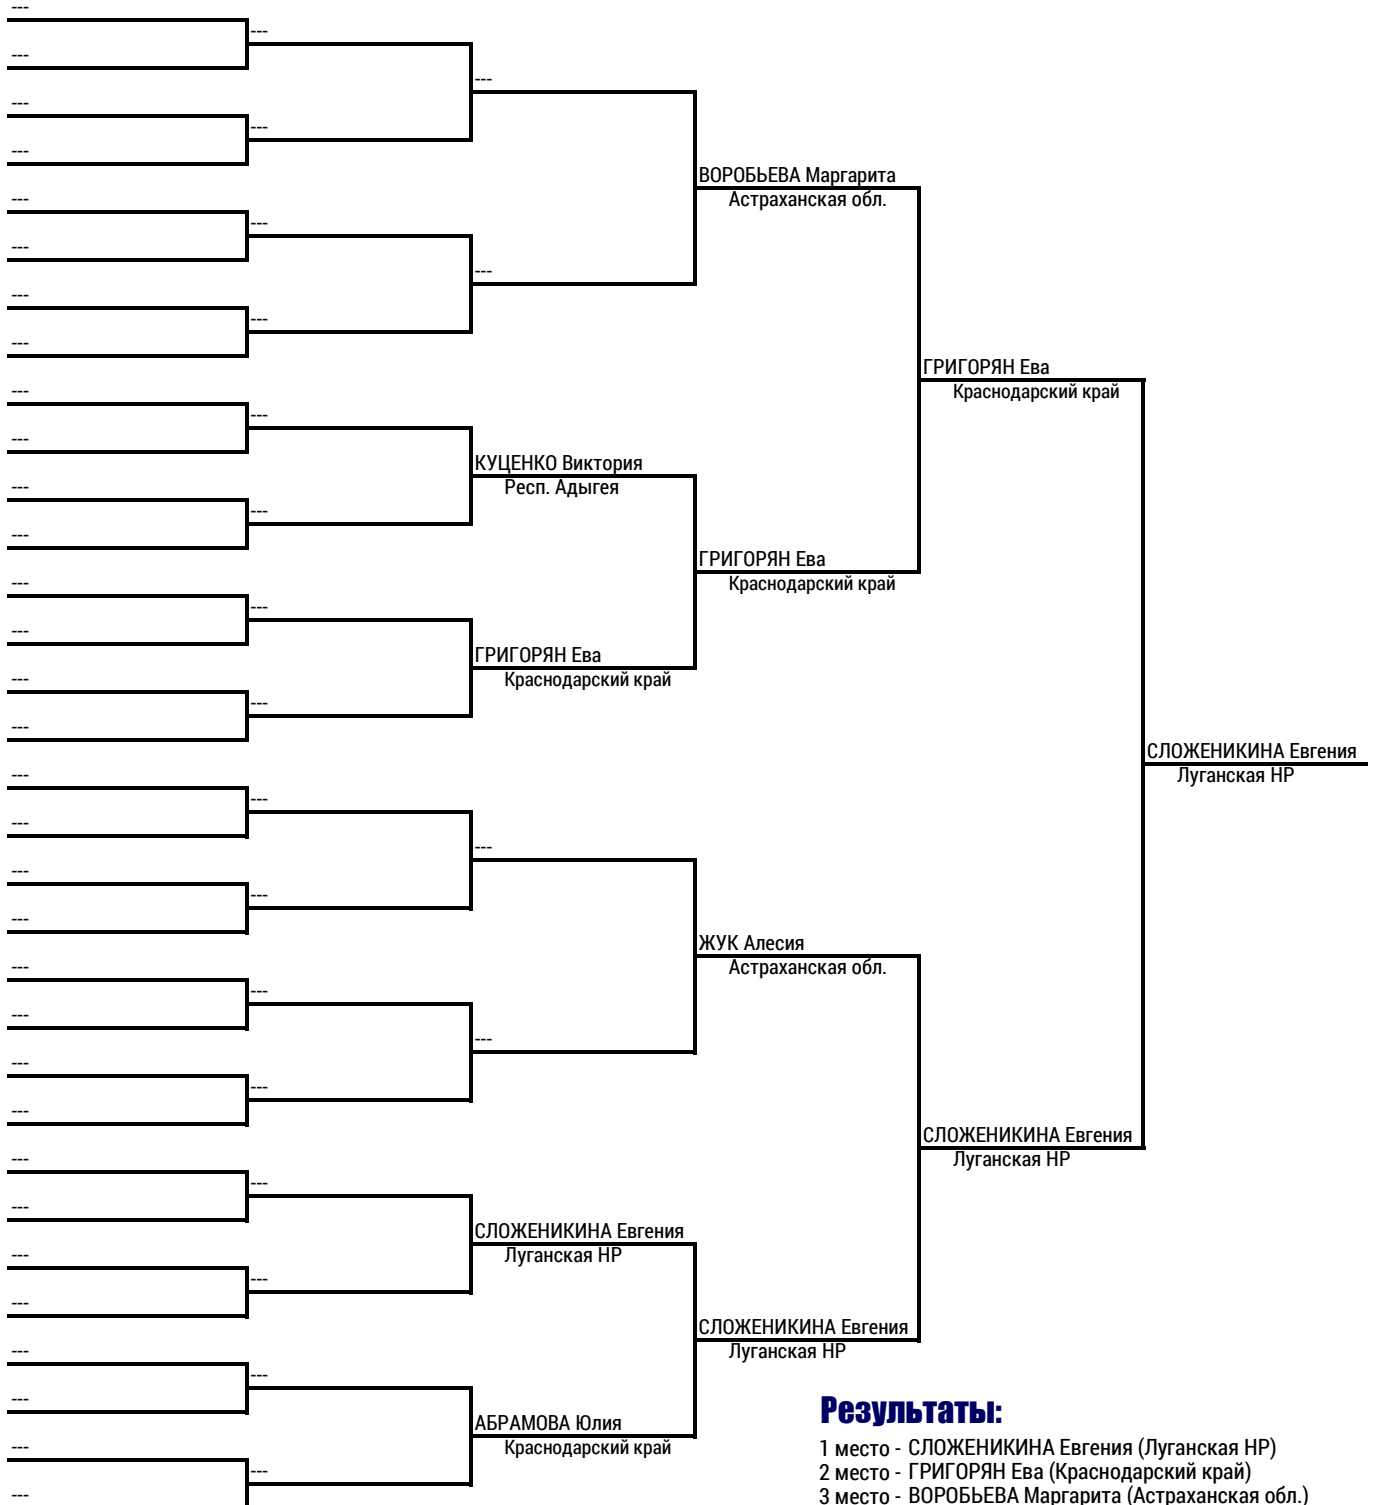 ---
---
---
---
---
---
---
---
---
---
---
---
---
---
ВОРОБЬЕВА Маргарита
Астраханская обл.
---
---
---
---
---
---
---
---
КУЦЕНКО Виктория
Респ. Адыгея
---
---
---
---
ГРИГОРЯН Ева
Краснодарский край
ГРИГОРЯН Ева
Краснодарский край
ГРИГОРЯН Ева
Краснодарский край
---
---
---
---
---
---
---
---
---
---
---
---
---
---
ЖУК Алесия
Астраханская обл.
---
---
---
---
---
---
СЛОЖЕНИКИНА Евгения
Луганская НР
---
---
---
---
АБРАМОВА Юлия
Краснодарский край
СЛОЖЕНИКИНА Евгения
Луганская НР
СЛОЖЕНИКИНА Евгения
Луганская НР
СЛОЖЕНИКИНА Евгения
Луганская НР
Результаты:
1 место - СЛОЖЕНИКИНА Евгения (Луганская НР)
2 место - ГРИГОРЯН Ева (Краснодарский край)
3 место - ВОРОБЬЕВА Маргарита (Астраханская обл.)